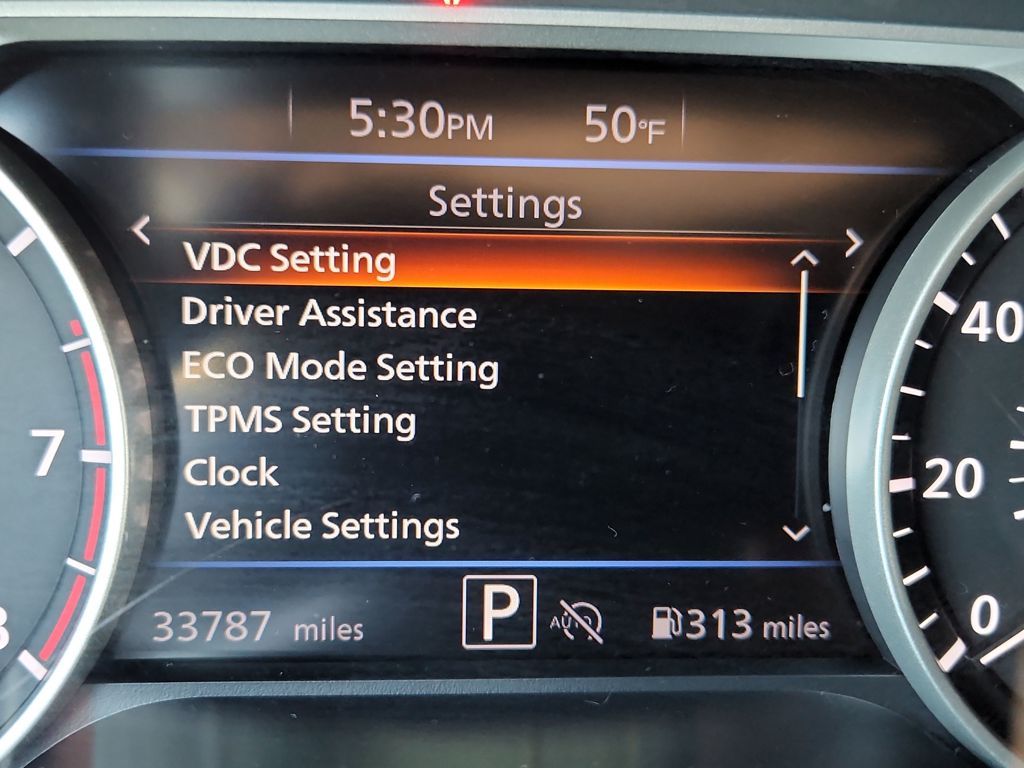 5:30PM 50°F
Settings
VDC Setting
Driver Assistance
ECO Mode Setting
TPMS Setting
Clock
Vehicle Settings
33787 miles P AUTO 313 miles
7
8
40
20
0